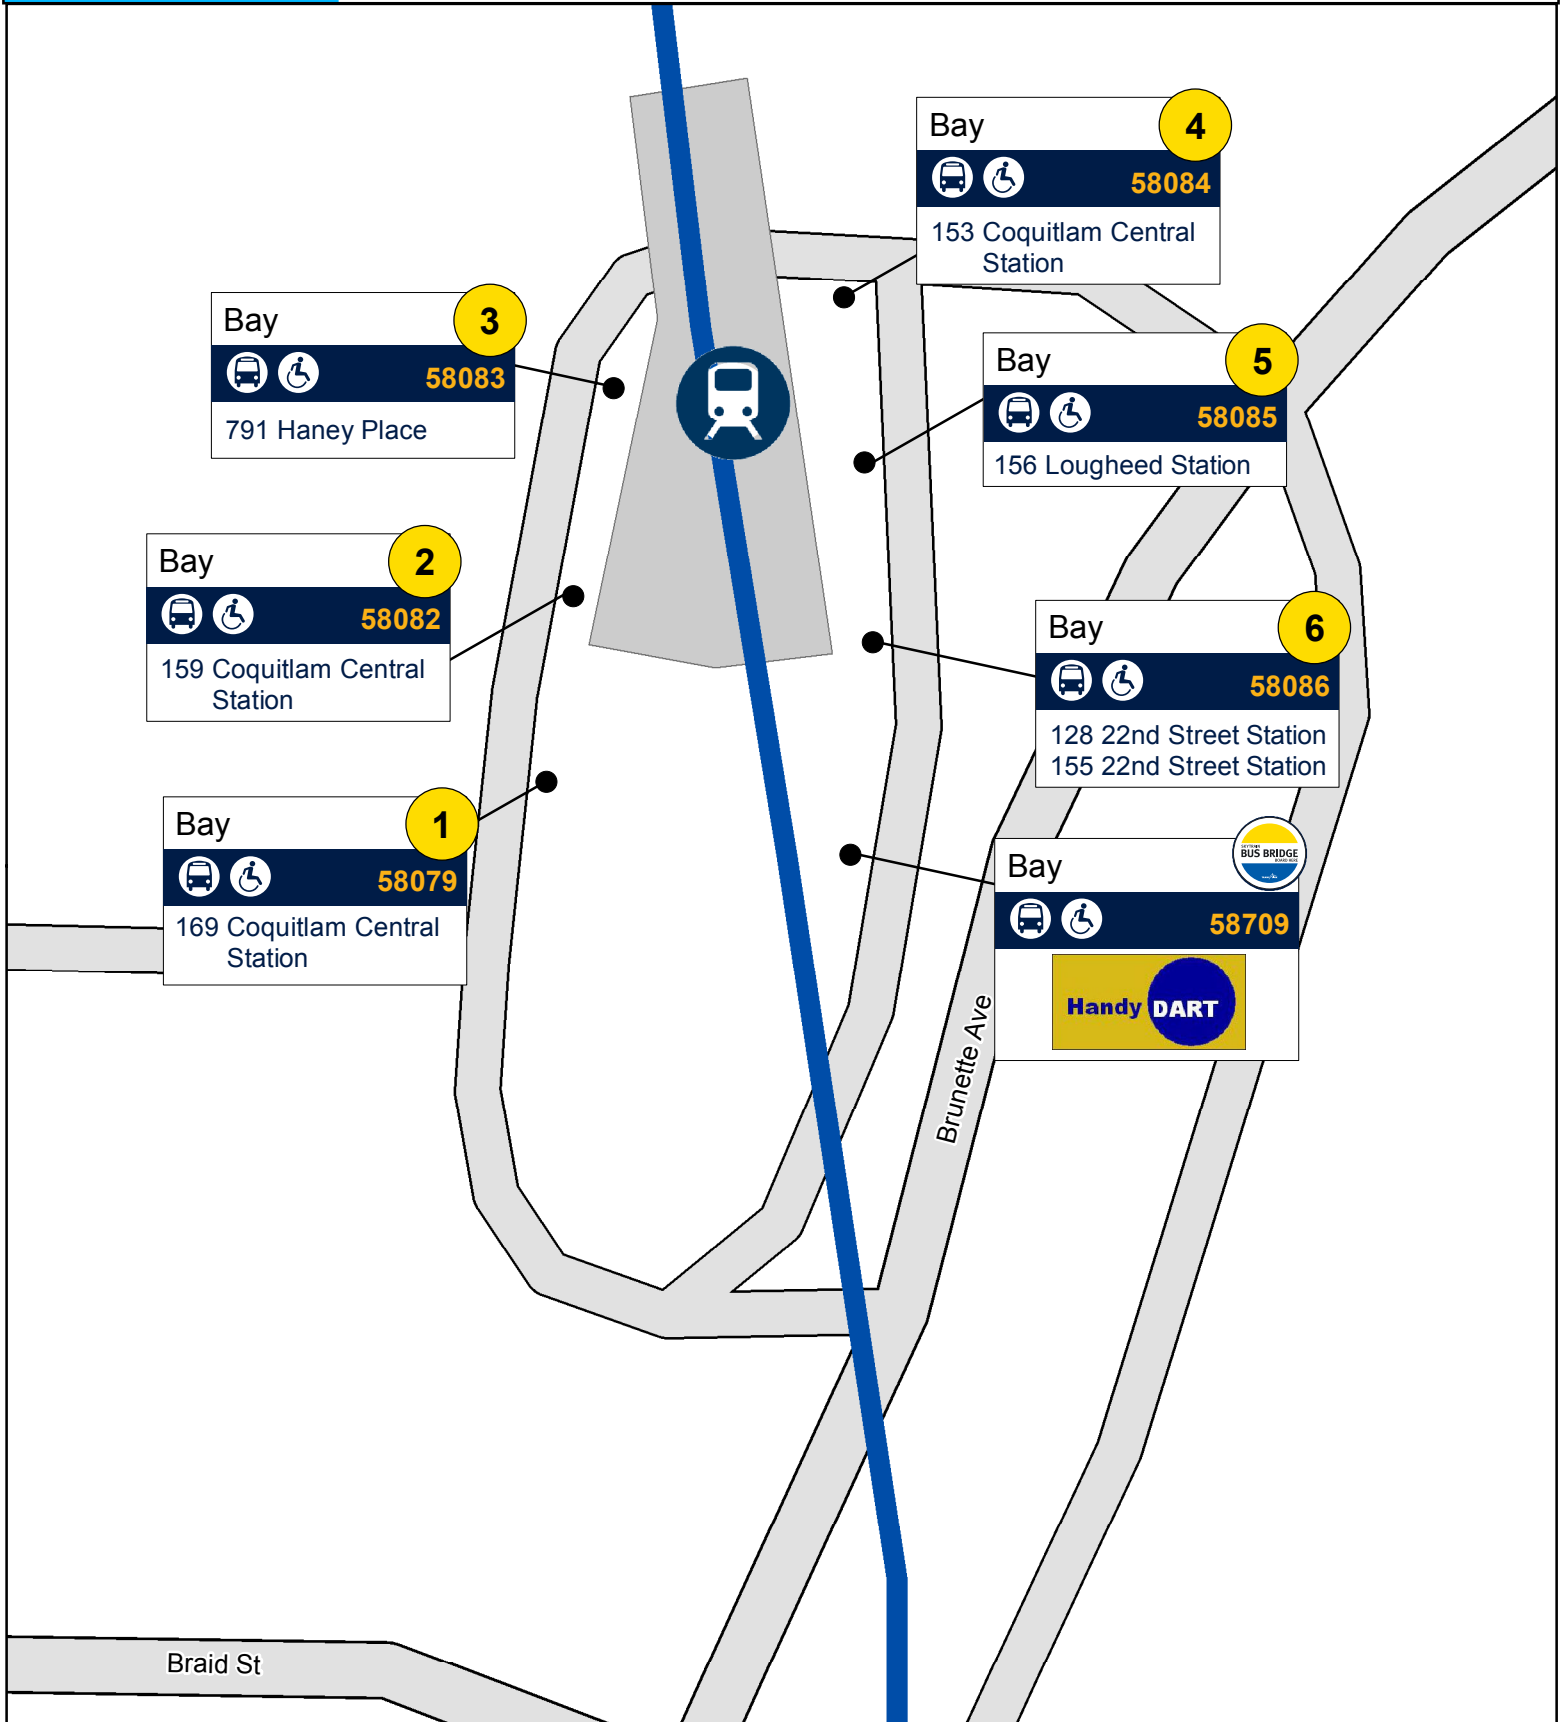 Bay 4
58084
153 Coquitlam Central
Station
Bay 3
58083
791 Haney Place
Bay 5
58085
156 Lougheed Station
Bay 2
58082
159 Coquitlam Central
Station
Bay 6
58086
128 22nd Street Station
155 22nd Street Station
Bay 1
58079
169 Coquitlam Central
Station
Bay
BUS BRIDGE
58709
Handy DART
Brunette Ave
Braid St